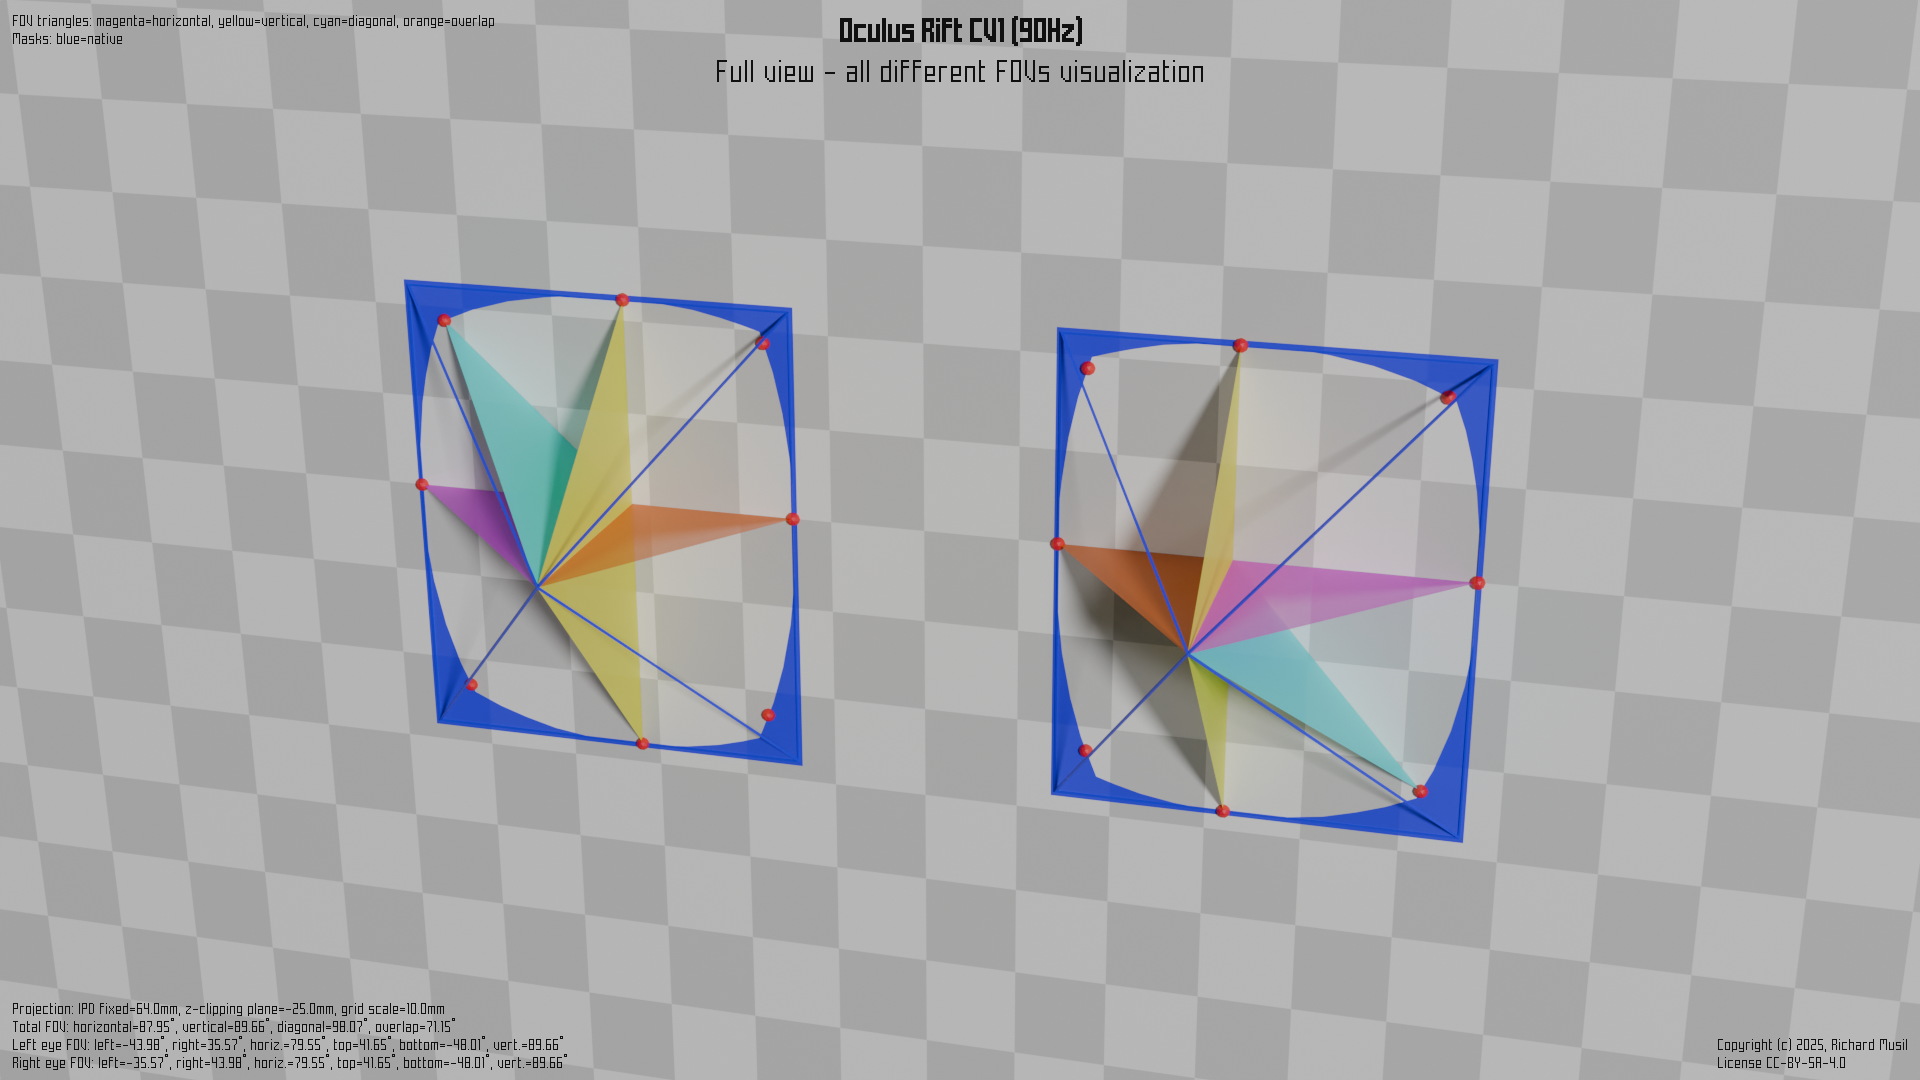 FOV triangles: magenta=horizontal, yellow=vertical, cyan=diagonal, orange=overlap
Masks: blue=native
Oculus Rift CV1 (90Hz)
Full view - all different FOVs visualization
Projection: IPD fixed=64.0mm, z-clipping plane=-25.0mm, grid scale=10.0mm
Total FOV: horizontal=87.95°, vertical=89.66°, diagonal=98.07°, overlap=71.15°
Left eye FOV: left=-43.98°, right=35.57°, horiz.=79.55°, top=41.65°, bottom=-48.01°, vert.=89.66°
Right eye FOV: left=-35.57°, right=43.98°, horiz.=79.55°, top=41.65°, bottom=-48.01°, vert.=89.66°
Copyright (c) 2025, Richard Musil
License CC-BY-SA-4.0